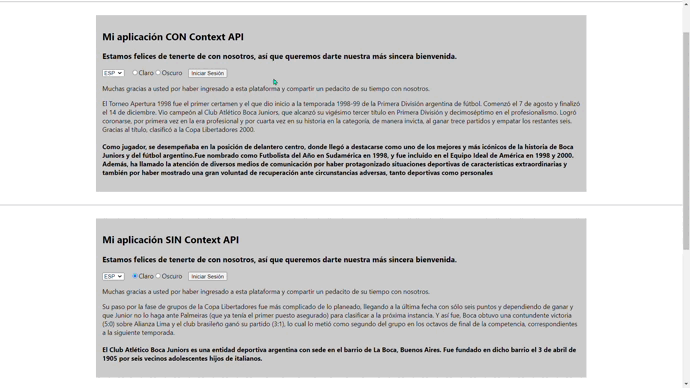 Mi aplicación CON Context API
Estamos felices de tenerte de con nosotros, así que queremos darte nuestra más sincera bienvenida.
ESP Claro Oscuro Iniciar Sesión
Muchas gracias a usted por haber ingresado a esta plataforma y compartir un pedacito de su tiempo con nosotros.
El Torneo Apertura 1998 fue el primer certamen y el que dio inicio a la temporada 1998-99 de la Primera División argentina de fútbol. Comenzó el 7 de agosto y finalizó
el 14 de diciembre. Vio campeón al Club Atlético Boca Juniors, que alcanzó su vigésimo tercer título en Primera División y decimoséptimo en el profesionalismo. Logró
coronarse, por primera vez en la era profesional y por cuarta vez en su historia en la categoría, de manera invicta, al ganar trece partidos y empatar los restantes seis.
Gracias al título, clasificó a la Copa Libertadores 2000.
Como jugador, se desempeñaba en la posición de delantero centro, donde llegó a destacarse como uno de los mejores y más icónicos de la historia de Boca
Juniors y del fútbol argentino.Fue nombrado como Futbolista del Año en Sudamérica en 1998, y fue incluido en el Equipo Ideal de América en 1998 y 2000.
Además, ha llamado la atención de diversos medios de comunicación por haber protagonizado situaciones deportivas de características extraordinarias y
también por haber mostrado una gran voluntad de recuperación ante circunstancias adversas, tanto deportivas como personales
Mi aplicación SIN Context API
Estamos felices de tenerte de con nosotros, así que queremos darte nuestra más sincera bienvenida.
ESP Claro Oscuro Iniciar Sesión
Muchas gracias a usted por haber ingresado a esta plataforma y compartir un pedacito de su tiempo con nosotros.
Su paso por la fase de grupos de la Copa Libertadores fue más complicado de lo planeado, llegando a la última fecha con sólo seis puntos y dependiendo de ganar y
que Junior no lo haga ante Palmeiras (que ya tenía el primer puesto asegurado) para clasificar a la próxima instancia. Y así fue, Boca obtuvo una contundente victoria
(5:0) sobre Alianza Lima y el club brasileño ganó su partido (3:1), lo cual lo metió como segundo del grupo en los octavos de final de la competencia, correspondientes
a la siguiente temporada.
El Club Atlético Boca Juniors es una entidad deportiva argentina con sede en el barrio de La Boca, Buenos Aires. Fue fundado en dicho barrio el 3 de abril de
1905 por seis vecinos adolescentes hijos de italianos.